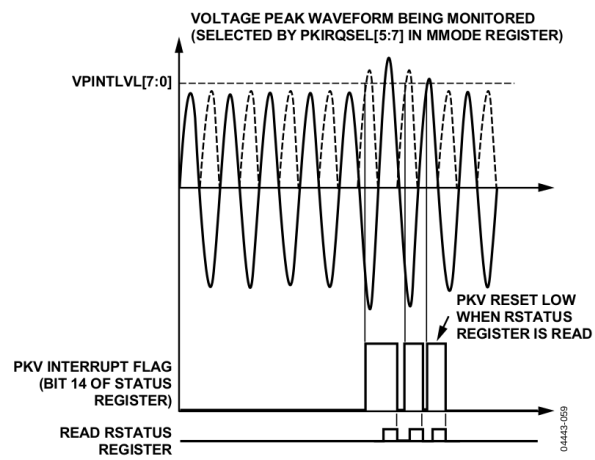 VOLTAGE PEAK WAVEFORM BEING MONITORED
(SELECTED BY PKIRQSEL[5:7] IN MMODE REGISTER)
VPINTLVL[7:0]
PKV RESET LOW
WHEN RSTATUS
REGISTER IS READ
PKV INTERRUPT FLAG
(BIT 14 OF STATUS
REGISTER)
READ RSTATUS
REGISTER
04443-059